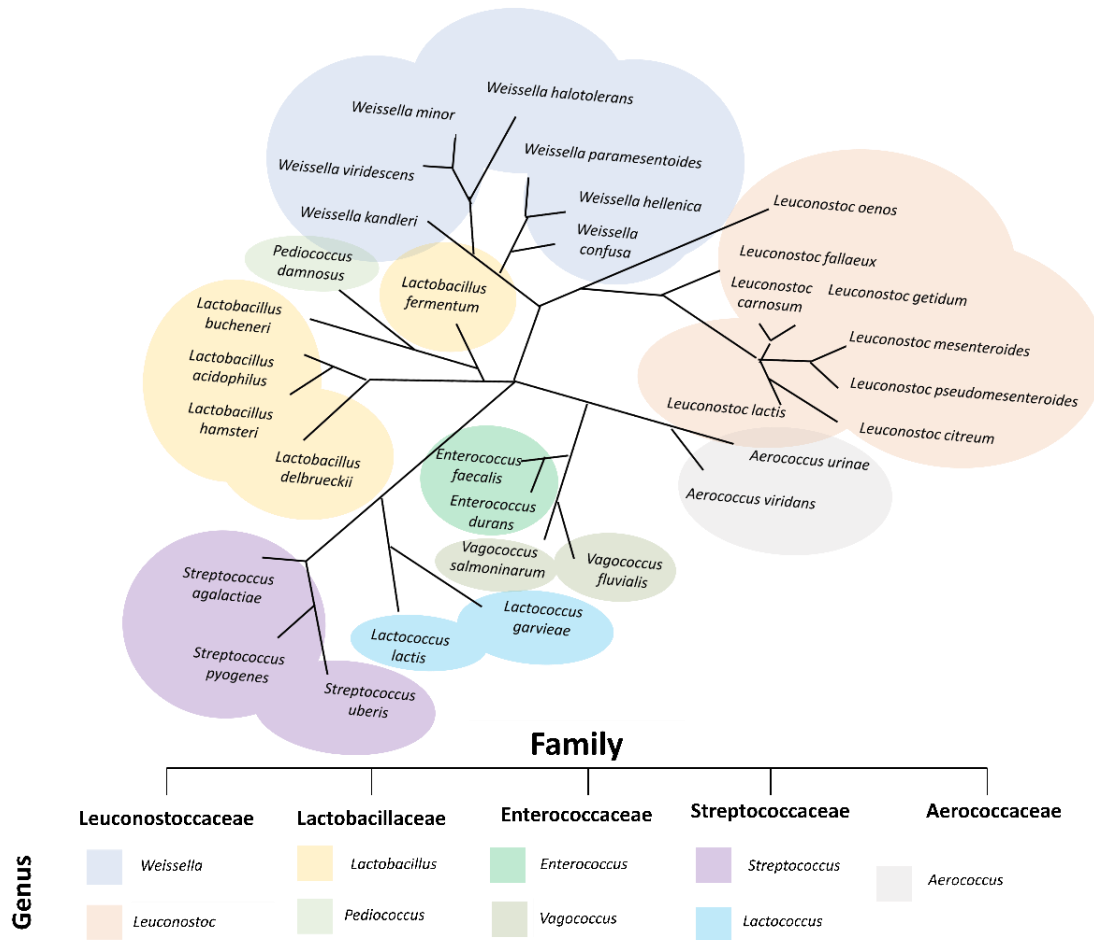 Weissella halotolerans
Weissella minor
Weissella paramesentoides
Weissella viridescens
Weissella hellenica
Weissella kandleri
Weissella
confusa
Leuconostoc oenos
Pediococcus
damnosus
Lactobacillus
fermentum
Leuconostoc fallaeux
Leuconostoc
carnosum
Leuconostoc getidum
Lactobacillus
bucheneri
Leuconostoc mesenteroides
Lactobacillus
acidophilus
Leuconostoc pseudomesenteroides
Lactobacillus
hamsteri
Leuconostoc lactis
Leuconostoc citreum
Lactobacillus
delbrueckii
Enterococcus
faecalis
Aerococcus urinae
Enterococcus
durans
Aerococcus viridans
Vagococcus
salmoninarum
Vagococcus
fluvialis
Streptococcus
agalactiae
Lactococcus
garvieae
Lactococcus
lactis
Streptococcus
pyogenes
Streptococcus
uberis
Family
Leuconostoccaceae
Lactobacillaceae
Enterococcaceae
Streptococcaceae
Aerococcaceae
Genus
Weissella
Lactobacillus
Enterococcus
Streptococcus
Aerococcus
Leuconostoc
Pediococcus
Vagococcus
Lactococcus